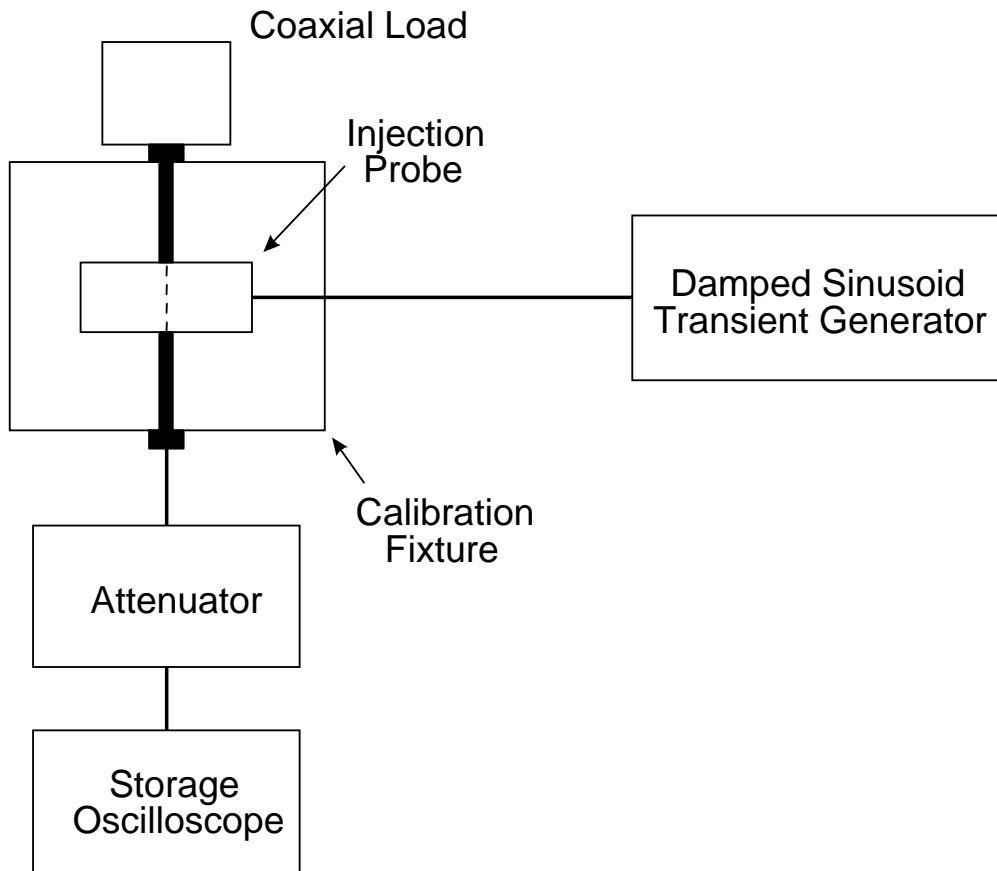 Coaxial Load
Injection
Probe
Damped Sinusoid
Transient Generator
Calibration
Fixture
Attenuator
Storage
Oscilloscope